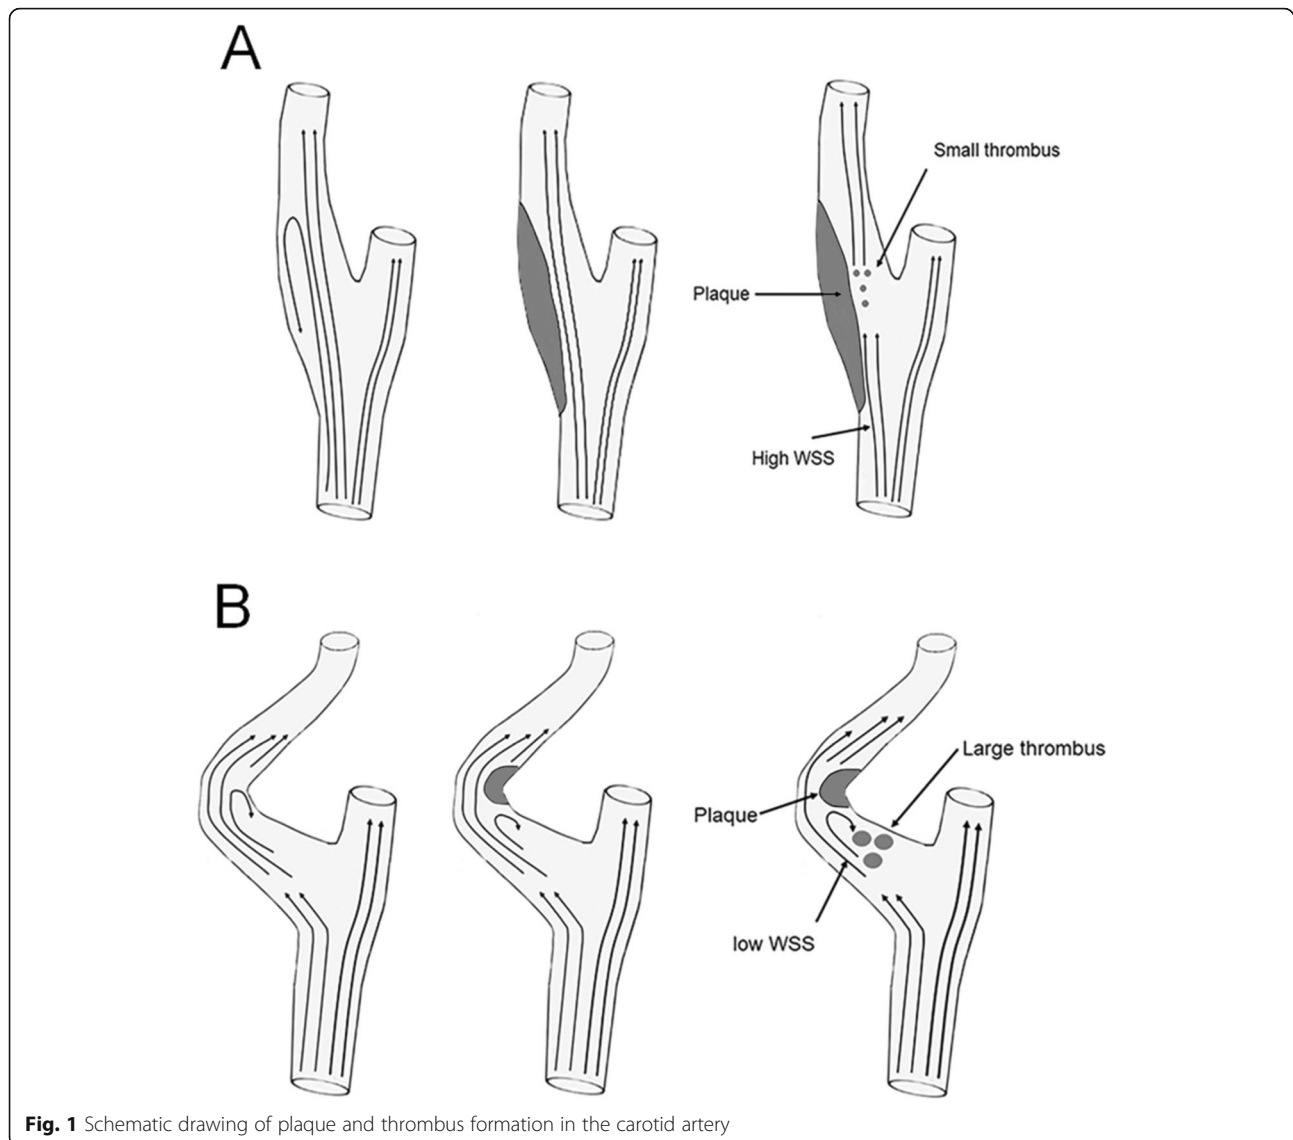 A
Small thrombus
Plaque
High WSS
B
Large thrombus
Plaque
low WSS
Fig. 1 Schematic drawing of plaque and thrombus formation in the carotid artery